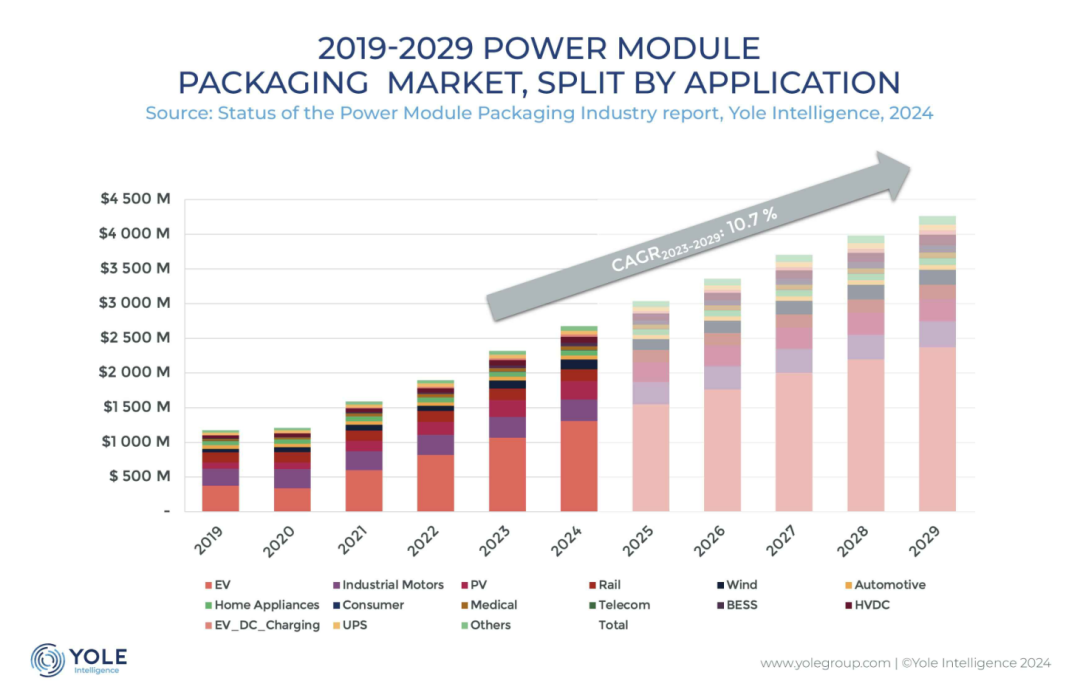 2019-2029 POWER MODULE
PACKAGING MARKET, SPLIT BY APPLICATION
Source: Status of the Power Module Packaging Industry report, Yole Intelligence, 2024
CAGR2023-2029: 10.7 %
$4 500 M
$4 000 M
$3 500 M
$3 000 M
$2 500 M
$2 000 M
$1 500 M
$1 000 M
$ 500 M
-
2019 2020 2021 2022 2023 2024 2025 2026 2027 2028 2029
EV Industrial Motors PV Rail Wind Automotive
Home Appliances Consumer Medical Telecom BESS HVDC
EV_DC_Charging UPS Others Total
YOLE
Intelligence
www.yolegroup.com | ©Yole Intelligence 2024